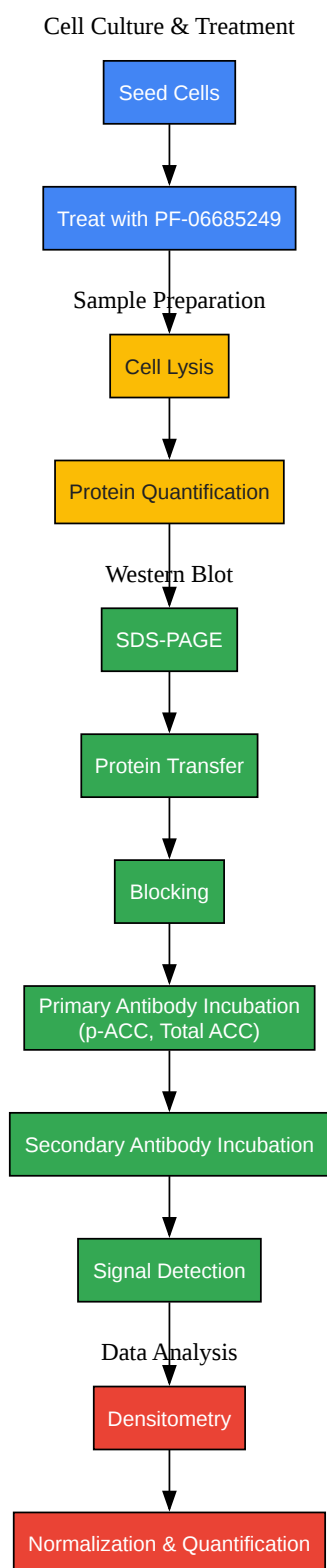 Cell Culture & Treatment
Seed Cells
Treat with PF-06685249
Sample Preparation
Cell Lysis
Protein Quantification
Western Blot
SDS-PAGE
Protein Transfer
Blocking
Primary Antibody Incubation
(p-ACC, Total ACC)
Secondary Antibody Incubation
Signal Detection
Data Analysis
Densitometry
Normalization & Quantification